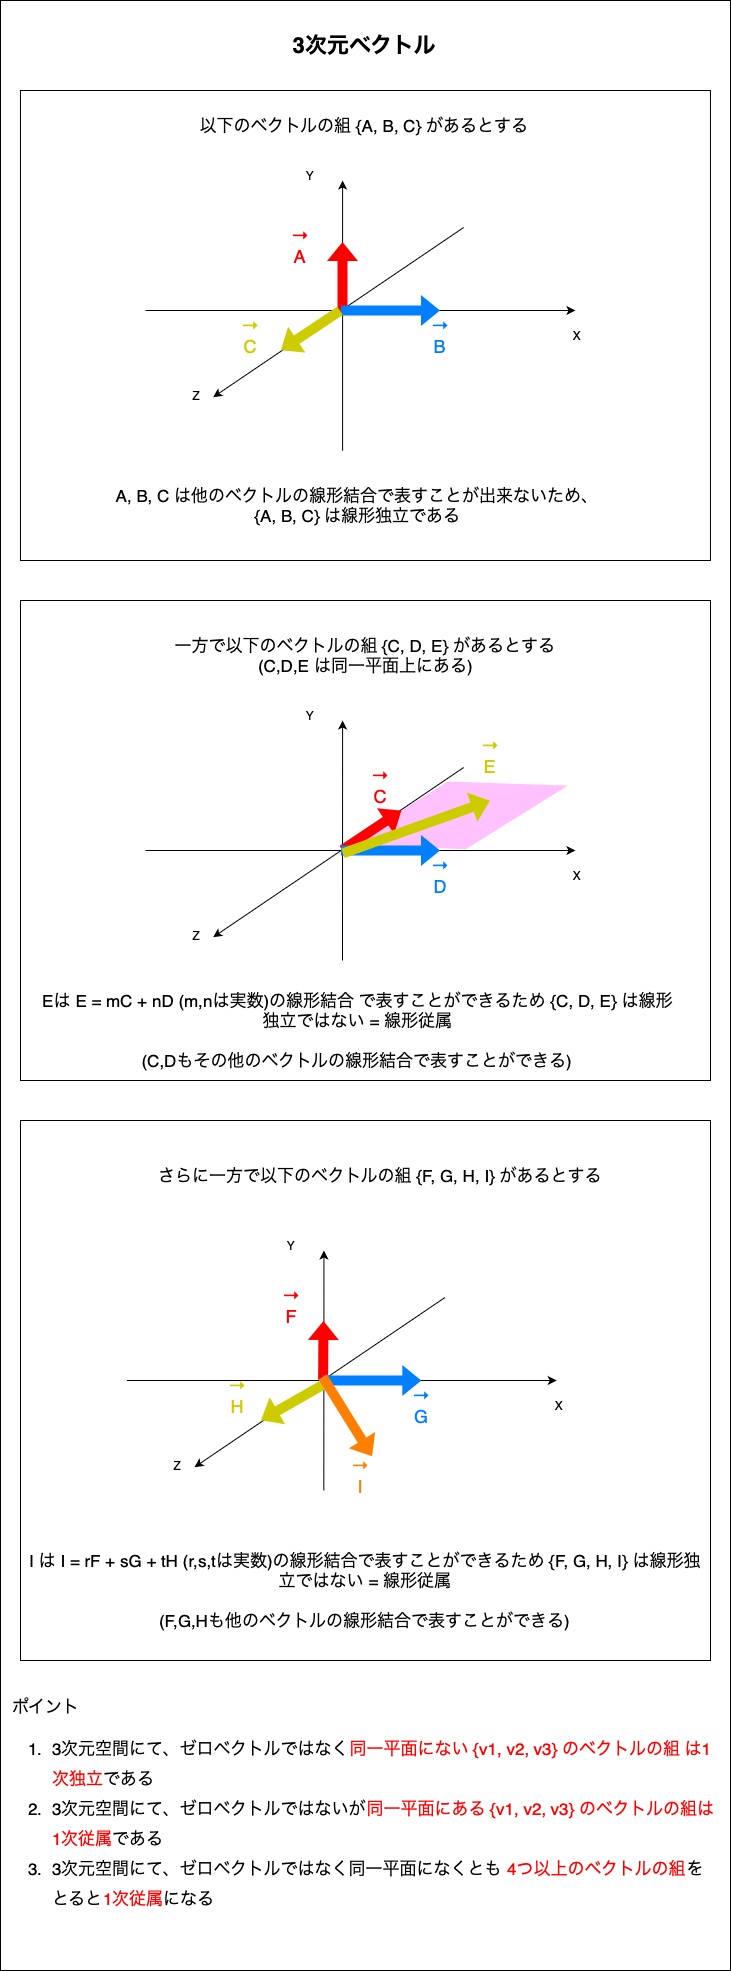 3次元ベクトル
以下のベクトルの組 {A, B, C} があるとする
Y
→
A
→
C
→
B
X
Z
A, B, C は他のベクトルの線形結合で表すことが出来ないため、
{A, B, C} は線形独立である
一方で以下のベクトルの組 {C, D, E} があるとする
(C,D,E は同一平面上にある)
Y
→
E
→
C
→
D
X
Z
Eは E = mC + nD (m,nは実数)の線形結合 で表すことができるため {C, D, E} は線形
独立ではない = 線形従属
(C,Dもその他のベクトルの線形結合で表すことができる)
さらに一方で以下のベクトルの組 {F, G, H, I} があるとする
Y
→
F
→
H
→
G
X
Z
→
I
I は I = rF + sG + tH (r,s,tは実数)の線形結合で表すことができるため {F, G, H, I} は線形独
立ではない = 線形従属
(F,G,Hも他のベクトルの線形結合で表すことができる)
ポイント
1. 3次元空間にて、ゼロベクトルではなく同一平面にない {v1, v2, v3} のベクトルの組 は1
次独立である
2. 3次元空間にて、ゼロベクトルではないが同一平面にある {v1, v2, v3} のベクトルの組は
1次従属である
3. 3次元空間にて、ゼロベクトルではなく同一平面になくとも 4つ以上のベクトルの組を
とると1次従属になる